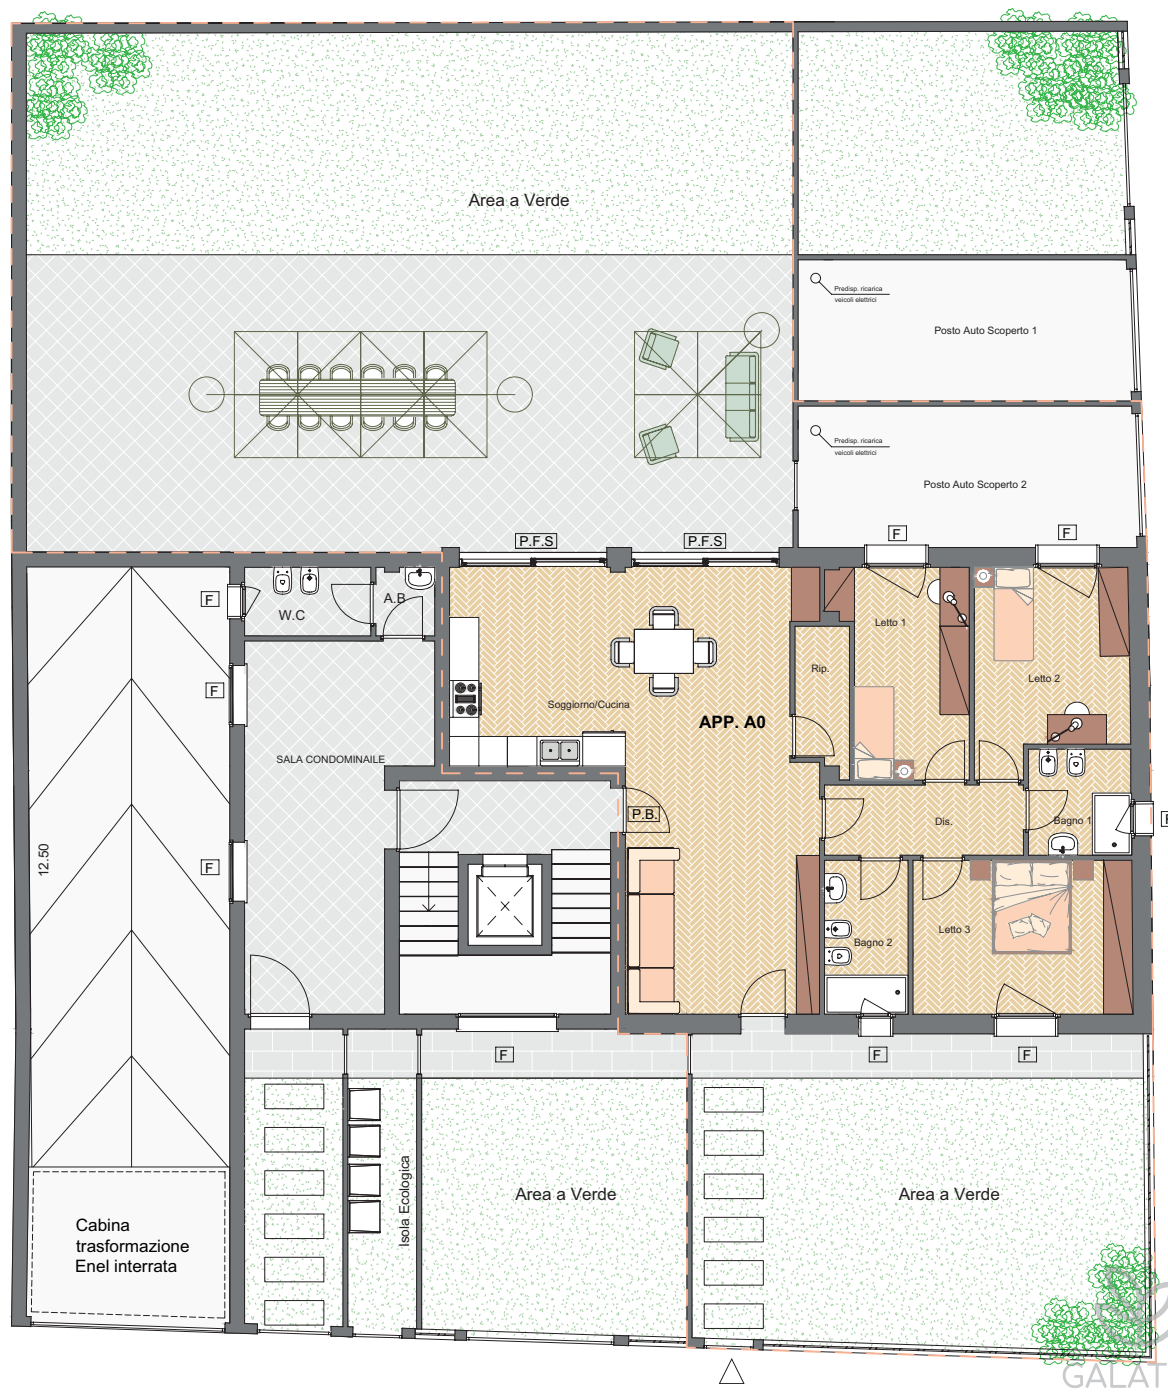 Area a Verde
Predisp. ricarica
veicoli elettrici
Posto Auto Scoperto 1
Predisp. ricarica
veicoli elettrici
Posto Auto Scoperto 2
P.F.S
P.F.S
F
F
F
W.C
A.B
Letto 1
Rip.
Letto 2
F
Soggiorno/Cucina
APP. A0
SALA CONDOMINAILE
P.B.
Dis.
Bagno 1
F
12.50
F
Letto 3
Bagno 2
F
F
F
Isola Ecologica
Area a Verde
Area a Verde
Cabina
trasformazione
Enel interrata
GALAT